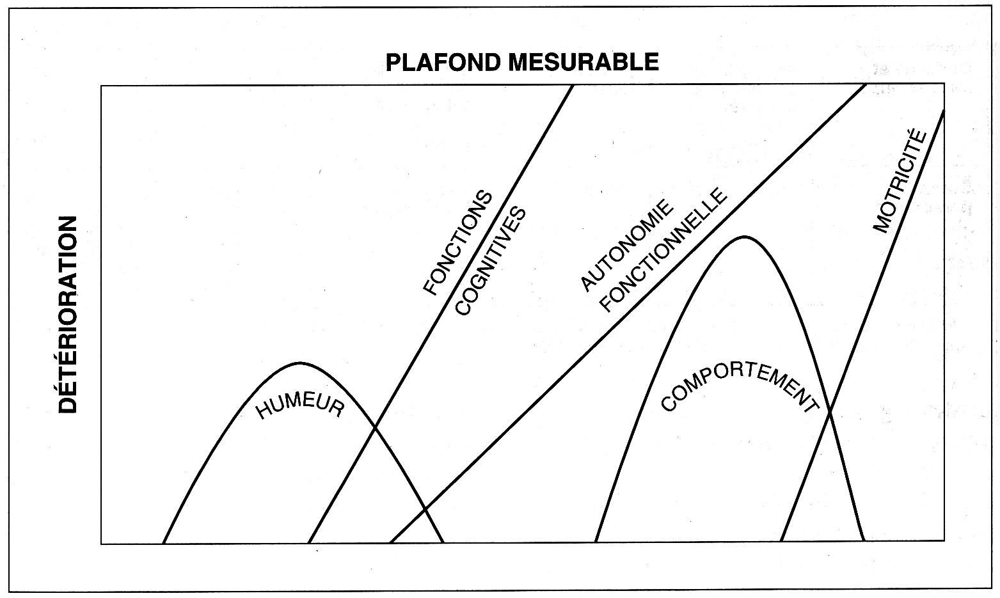 PLAFOND MESURABLE
DÉTÉRIORATION
HUMEUR
FONCTIONS
COGNITIVES
AUTONOMIE
FONCTIONNELLE
COMPORTEMENT
MOTRICITÉ